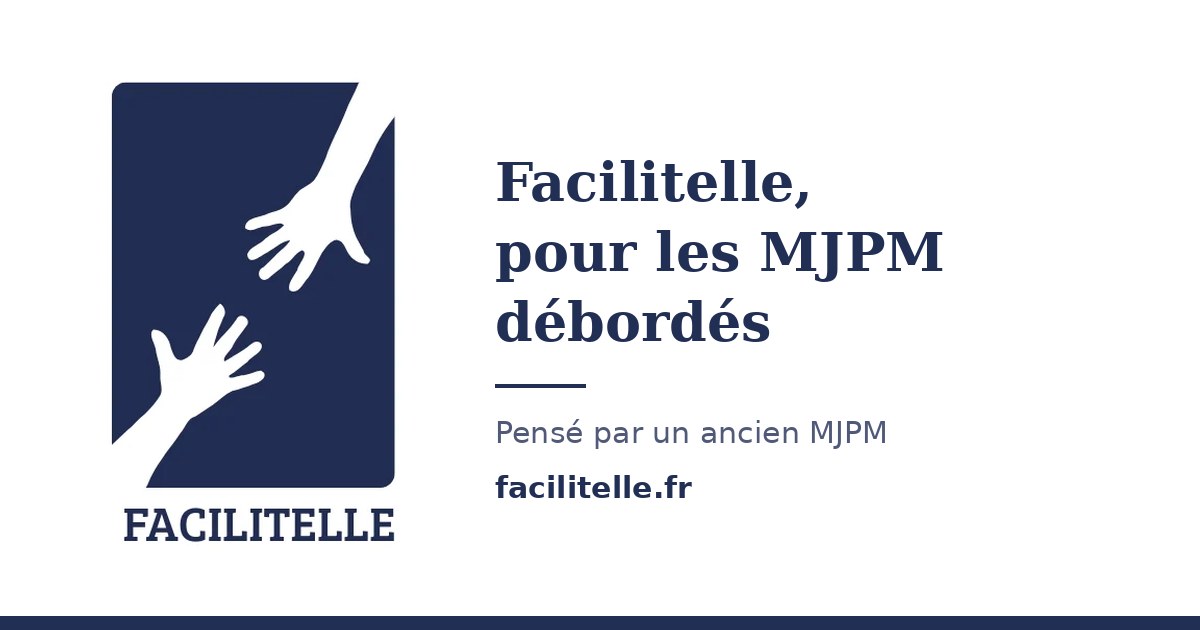 FACILITELLE
Facilitelle,
pour les MJPM
débordés
Pensé par un ancien MJPM
facilitelle.fr